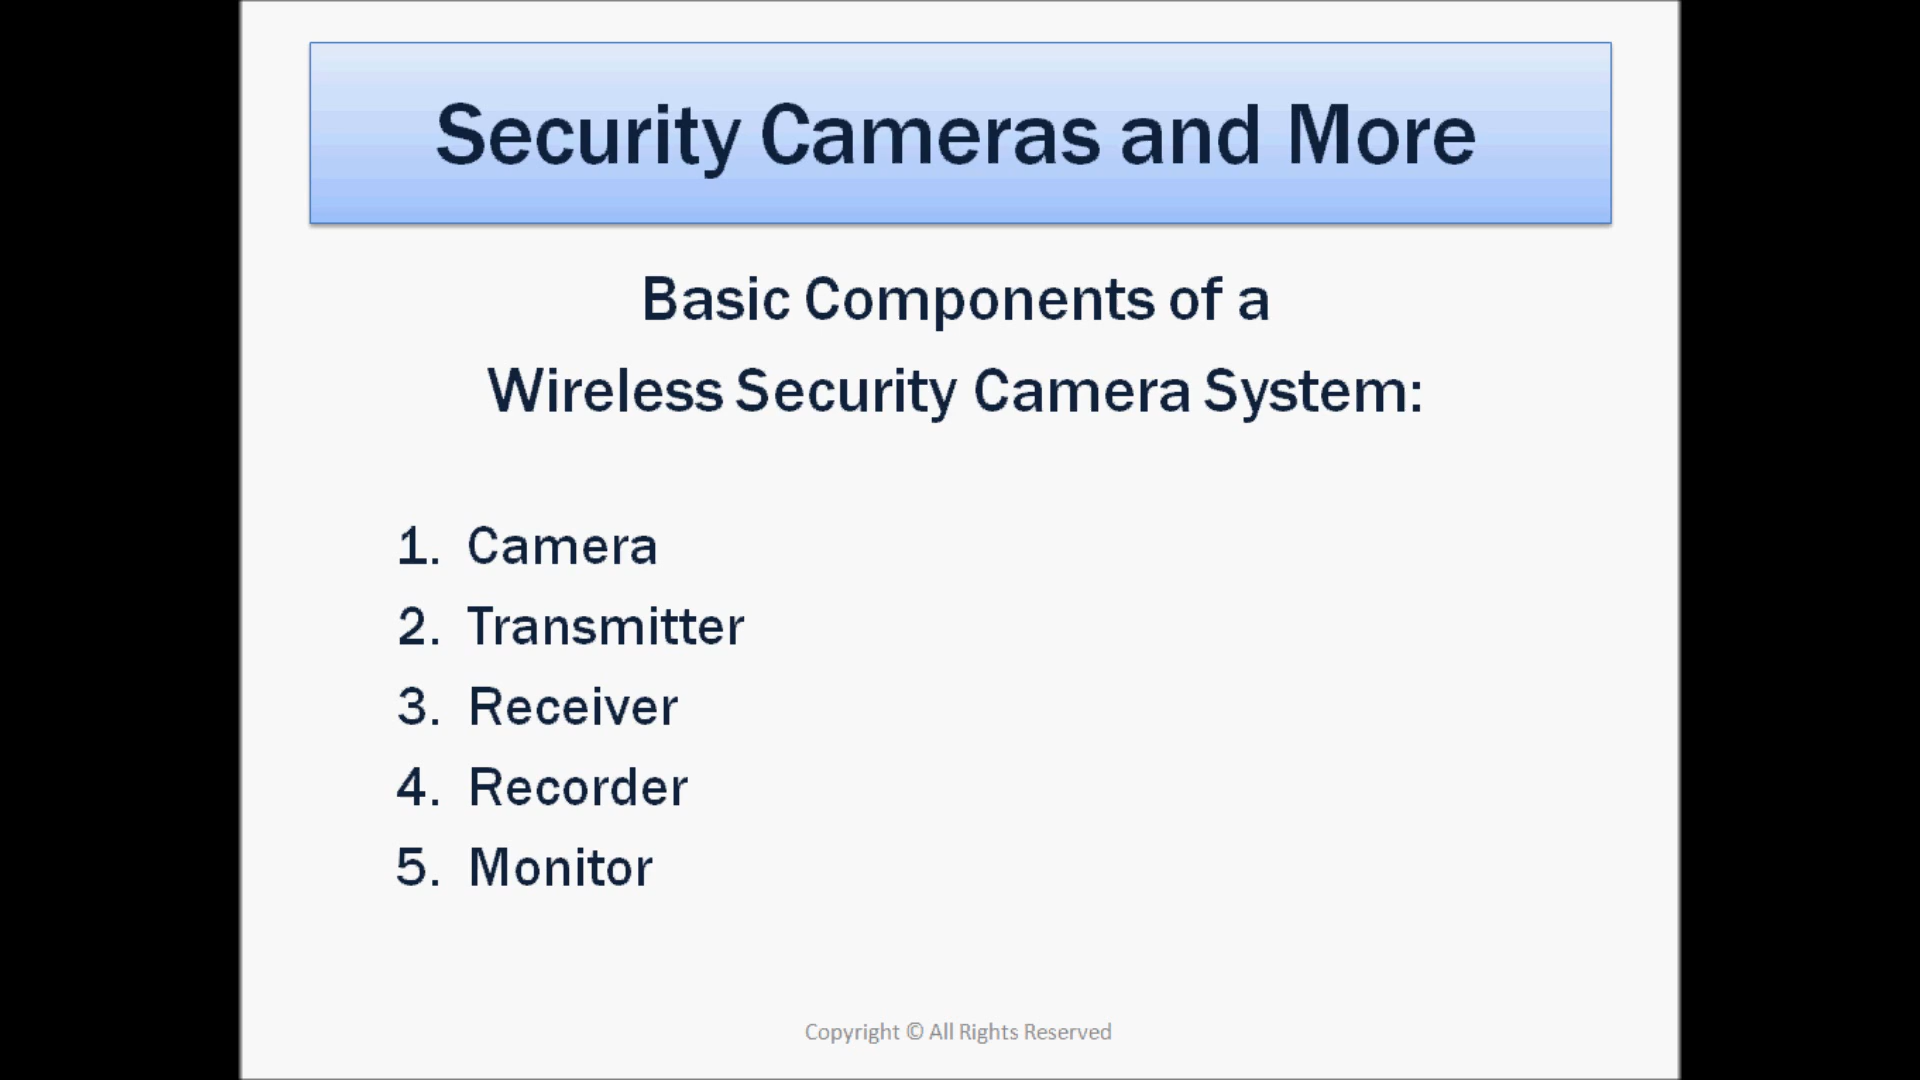 Security Cameras and More
Basic Components of a
Wireless Security Camera System:
1. Camera
2. Transmitter
3. Receiver
4. Recorder
5. Monitor
Copyright © All Rights Reserved